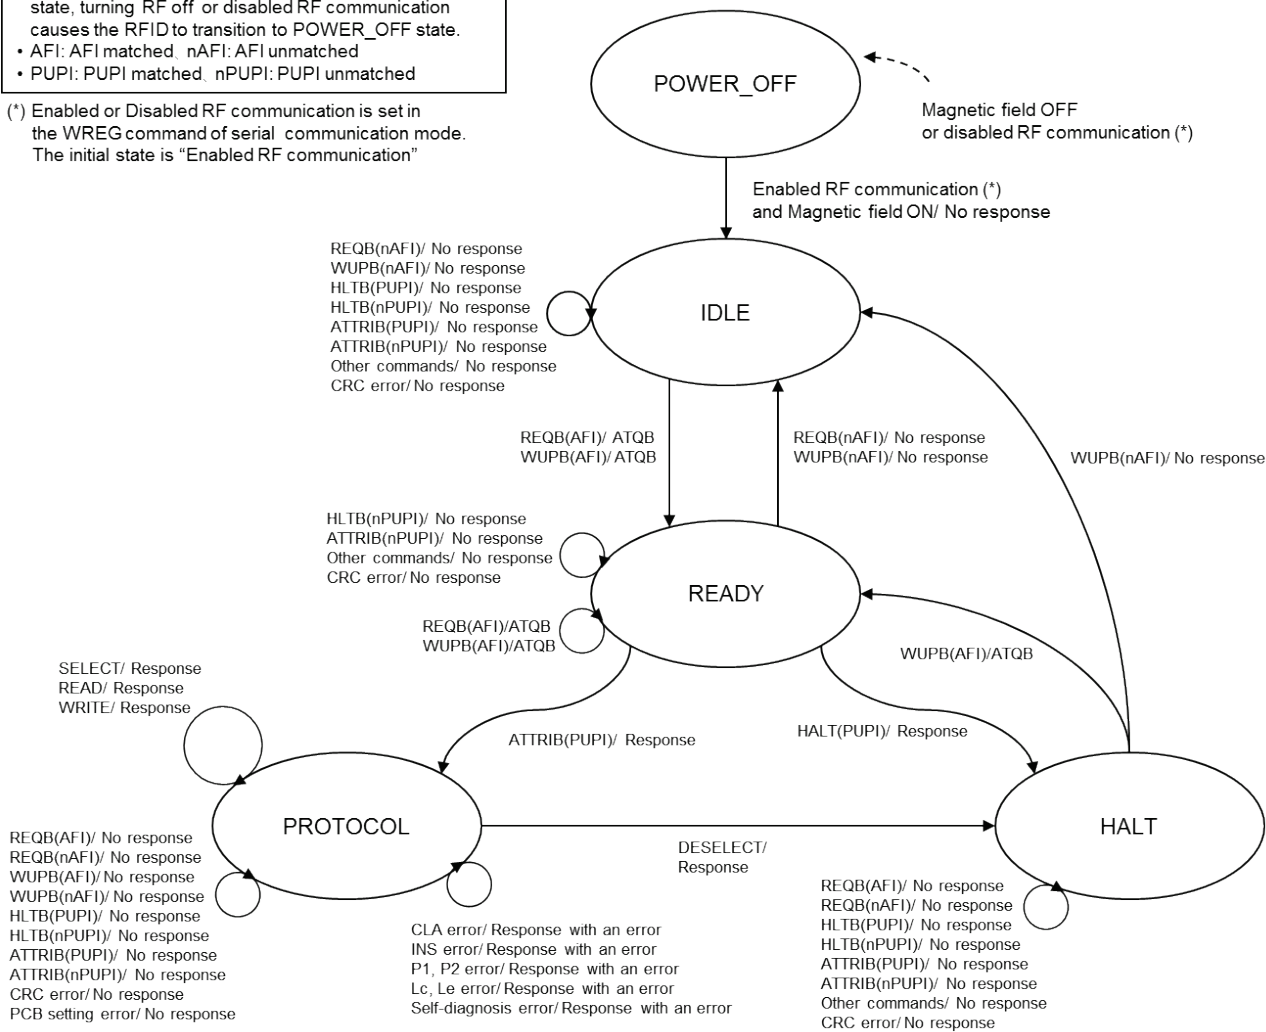 state, turning RF off or disabled RF communication
causes the RFID to transition to POWER_OFF state.
• AFI: AFI matched、nAFI: AFI unmatched
• PUPI: PUPI matched、nPUPI: PUPI unmatched
(*) Enabled or Disabled RF communication is set in
the WREG command of serial communication mode.
The initial state is “Enabled RF communication”
POWER_OFF
Magnetic field OFF
or disabled RF communication (*)
Enabled RF communication (*)
and Magnetic field ON/ No response
REQB(nAFI)/ No response
WUPB(nAFI)/ No response
HLTB(PUPI)/ No response
HLTB(nPUPI)/ No response
ATTRIB(PUPI)/ No response
ATTRIB(nPUPI)/ No response
Other commands/ No response
CRC error/ No response
IDLE
REQB(AFI)/ ATQB
WUPB(AFI)/ ATQB
REQB(nAFI)/ No response
WUPB(nAFI)/ No response
WUPB(nAFI)/ No response
HLTB(nPUPI)/ No response
ATTRIB(nPUPI)/ No response
Other commands/ No response
CRC error/ No response
READY
REQB(AFI)/ATQB
WUPB(AFI)/ATQB
WUPB(AFI)/ATQB
SELECT/ Response
READ/ Response
WRITE/ Response
ATTRIB(PUPI)/ Response
HALT(PUPI)/ Response
PROTOCOL
HALT
DESELECT/
Response
REQB(AFI)/ No response
REQB(nAFI)/ No response
WUPB(AFI)/ No response
WUPB(nAFI)/ No response
HLTB(PUPI)/ No response
HLTB(nPUPI)/ No response
ATTRIB(PUPI)/ No response
ATTRIB(nPUPI)/ No response
CRC error/ No response
PCB setting error/ No response
CLA error/ Response with an error
INS error/ Response with an error
P1, P2 error/ Response with an error
Lc, Le error/ Response with an error
Self-diagnosis error/ Response with an error
REQB(AFI)/ No response
REQB(nAFI)/ No response
HLTB(PUPI)/ No response
HLTB(nPUPI)/ No response
ATTRIB(PUPI)/ No response
ATTRIB(nPUPI)/ No response
Other commands/ No response
CRC error/ No response